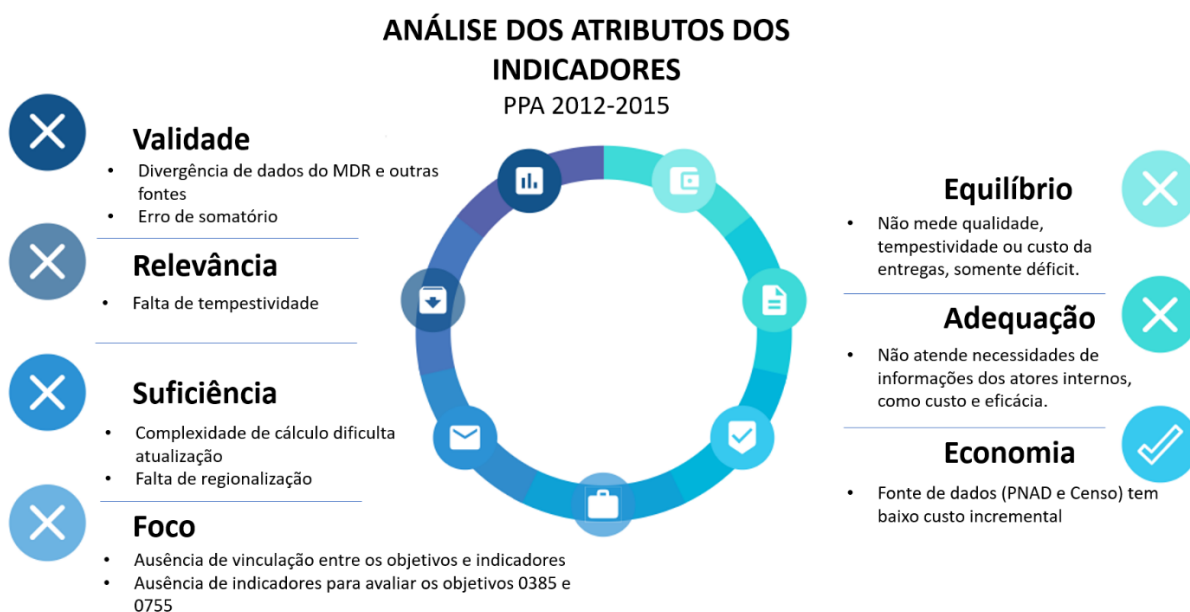 ANÁLISE DOS ATRIBUTOS DOS
INDICADORES
PPA 2012-2015
Validade
• Divergência de dados do MDR e outras
fontes
• Erro de somatório
Relevância
• Falta de tempestividade
Suficiência
• Complexidade de cálculo dificulta
atualização
• Falta de regionalização
Foco
• Ausência de vinculação entre os objetivos e indicadores
• Ausência de indicadores para avaliar os objetivos 0385 e
0755
Equilíbrio
• Não mede qualidade,
tempestividade ou custo da
entregas, somente déficit.
Adequação
• Não atende necessidades de
informações dos atores internos,
como custo e eficácia.
Economia
• Fonte de dados (PNAD e Censo) tem
baixo custo incremental